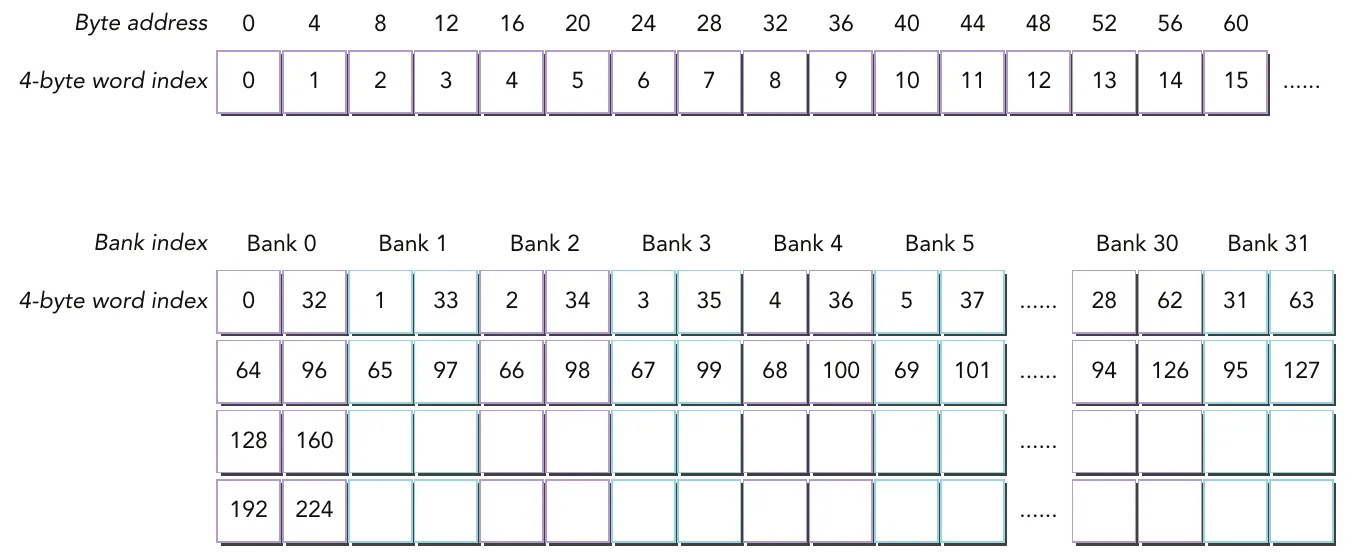 Byte address 0 4 8 12 16 20 24 28 32 36 40 44 48 52 56 60
4-byte word index 0 1 2 3 4 5 6 7 8 9 10 11 12 13 14 15 ......
Bank index Bank 0 Bank 1 Bank 2 Bank 3 Bank 4 Bank 5 Bank 30 Bank 31
4-byte word index 0 32 1 33 2 34 3 35 4 36 5 37 ...... 28 62 31 63
64 96 65 97 66 98 67 99 68 100 69 101 ...... 94 126 95 127
128 160 ......
192 224 ......